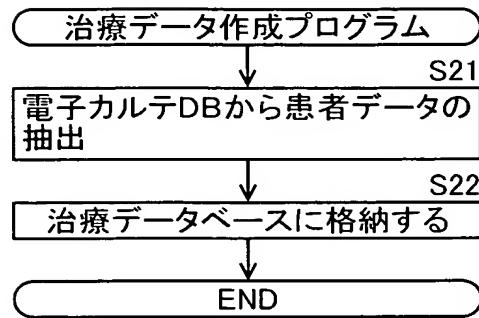 治療データ作成プログラム
S21
電子カルテDBから患者データの
抽出
S22
治療データベースに格納する
END